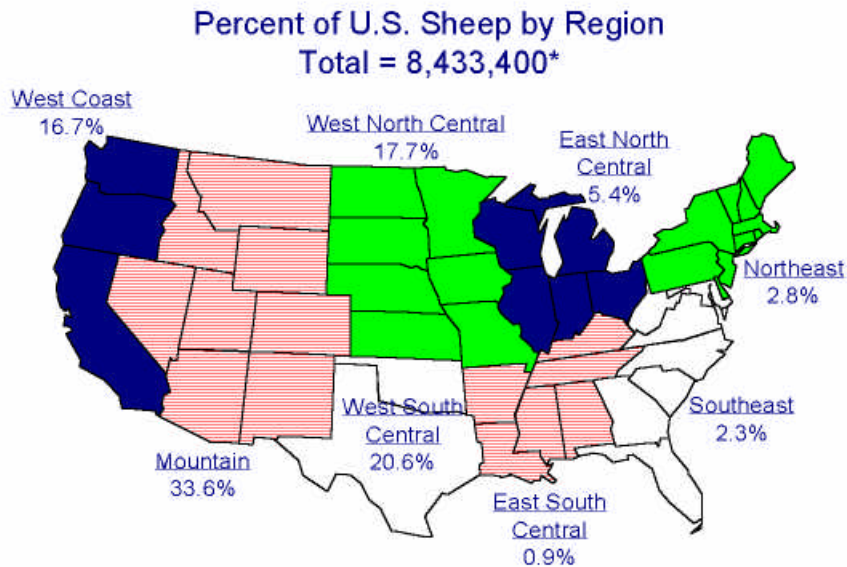 Percent of U.S. Sheep by Region
Total = 8,433,400*
West Coast
16.7%
West North Central
17.7%
East North
Central
5.4%
Northeast
2.8%
Southeast
2.3%
West South
Central
20.6%
Mountain
33.6%
East South
Central
0.9%